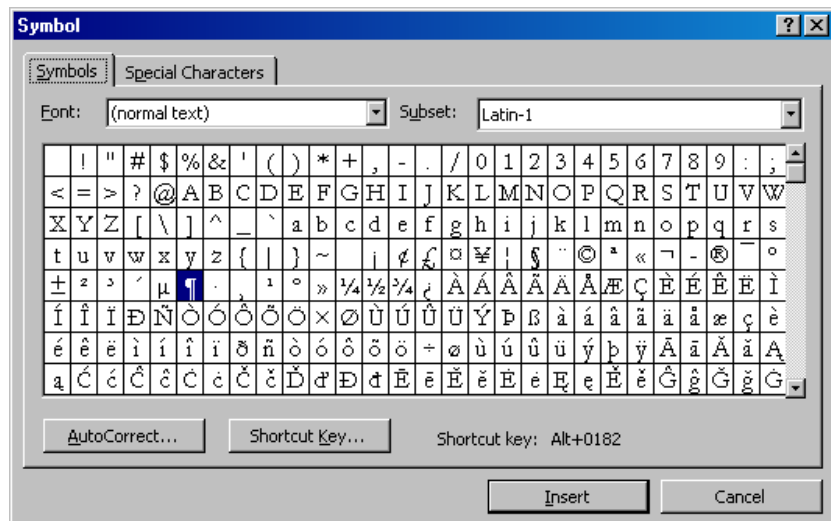 Symbol
Symbols Special Characters
Font: (normal text) Subset: Latin-1
! " # $ % & ' ( ) * + , - . / 0 1 2 3 4 5 6 7 8 9 : ;
< = > ? @ A B C D E F G H I J K L M N O P Q R S T U V W
X Y Z [ \ ] ^ _ ` a b c d e f g h i j k l m n o p q r s
t u v w x y z { | } ~ ¡ ¢ £ ¤ ¥ ¦ § ¨ © ª « ¬ - ® ¯ °
± ² ³ ´ µ ¶ · ¸ ¹ º » ¼ ½ ¾ ¿ À Á Â Ã Ä Å Æ Ç È É Ê Ë Ì
Í Î Ï Ð Ñ Ò Ó Ô Õ Ö × Ø Ù Ú Û Ü Ý Þ ß à á â ã ä å æ ç è
é ê ë ì í î ï ð ñ ò ó ô õ ö ÷ ø ù ú û ü ý þ ÿ Ā ā Ă ă Ą
ą Ć ć Ĉ ĉ Ċ ċ Č č Ď ď Đ đ Ē ē Ĕ ĕ Ė ė Ę ę Ě ě Ĝ ĝ Ğ ğ Ġ
AutoCorrect... Shortcut Key... Shortcut key: Alt+0182
Insert Cancel